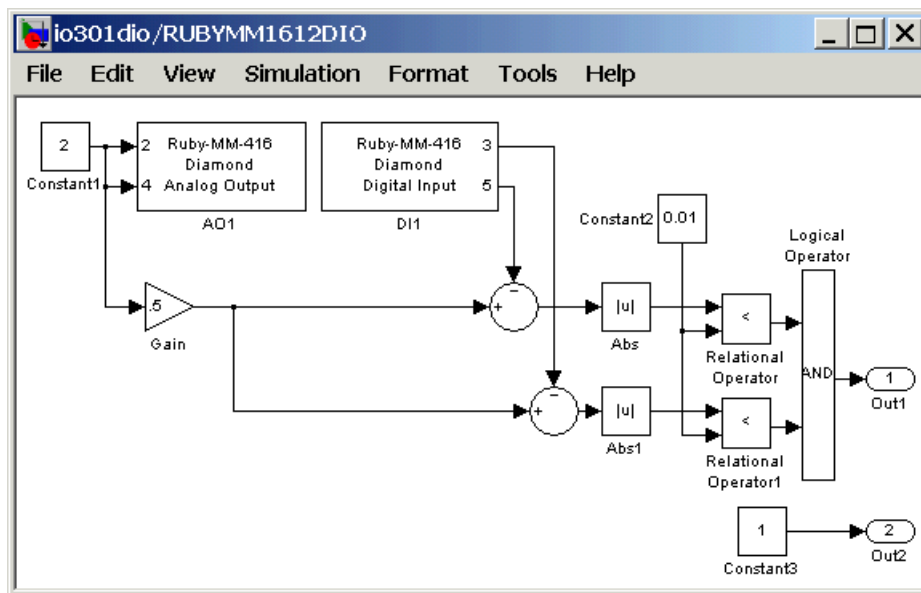 io301dio/RUBYMM1612DIO
File Edit View Simulation Format Tools Help
2
Constant1
2 Ruby-MM-416
Diamond
4 Analog Output
AO1
Ruby-MM-416 3
Diamond
Digital Input 5
DI1
Constant2 0.01
Logical
Operator
.5
Gain
+ −
|u|
Abs
<
Relational
Operator
AND
1
Out1
+ −
|u|
Abs1
<
Relational
Operator1
1
Constant3
2
Out2